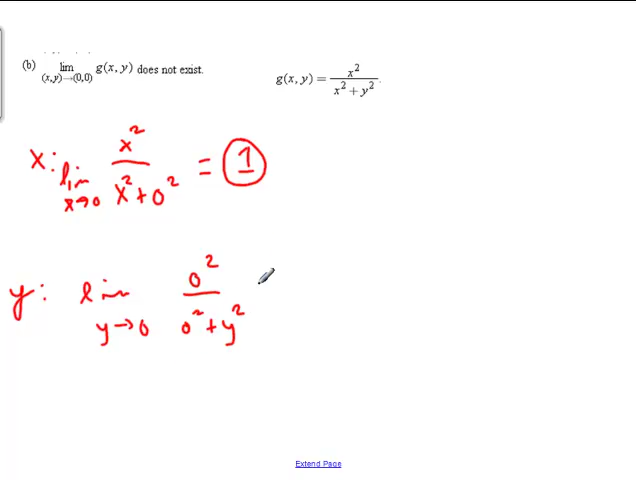 (b) lim (x,y)→(0,0) g(x, y) does not exist. g(x, y) = x² / (x² + y²).
x: lim x→0 x² / (x² + 0²) = 1
y: lim y→0 0² / (0² + y²)
Extend Page